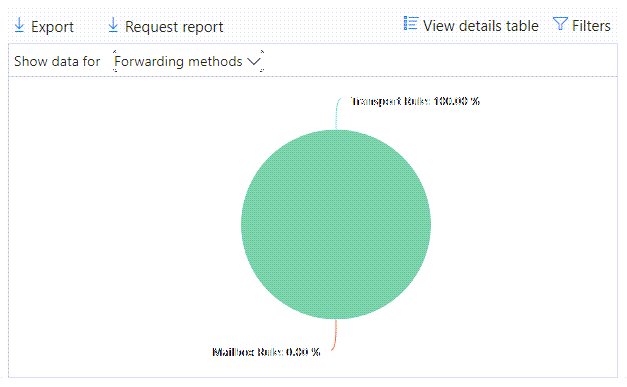 Export
Request report
View details table
Filters
Show data for
Forwarding methods
Transport Rule: 100.00 %
Mailbox Rule: 0.00 %